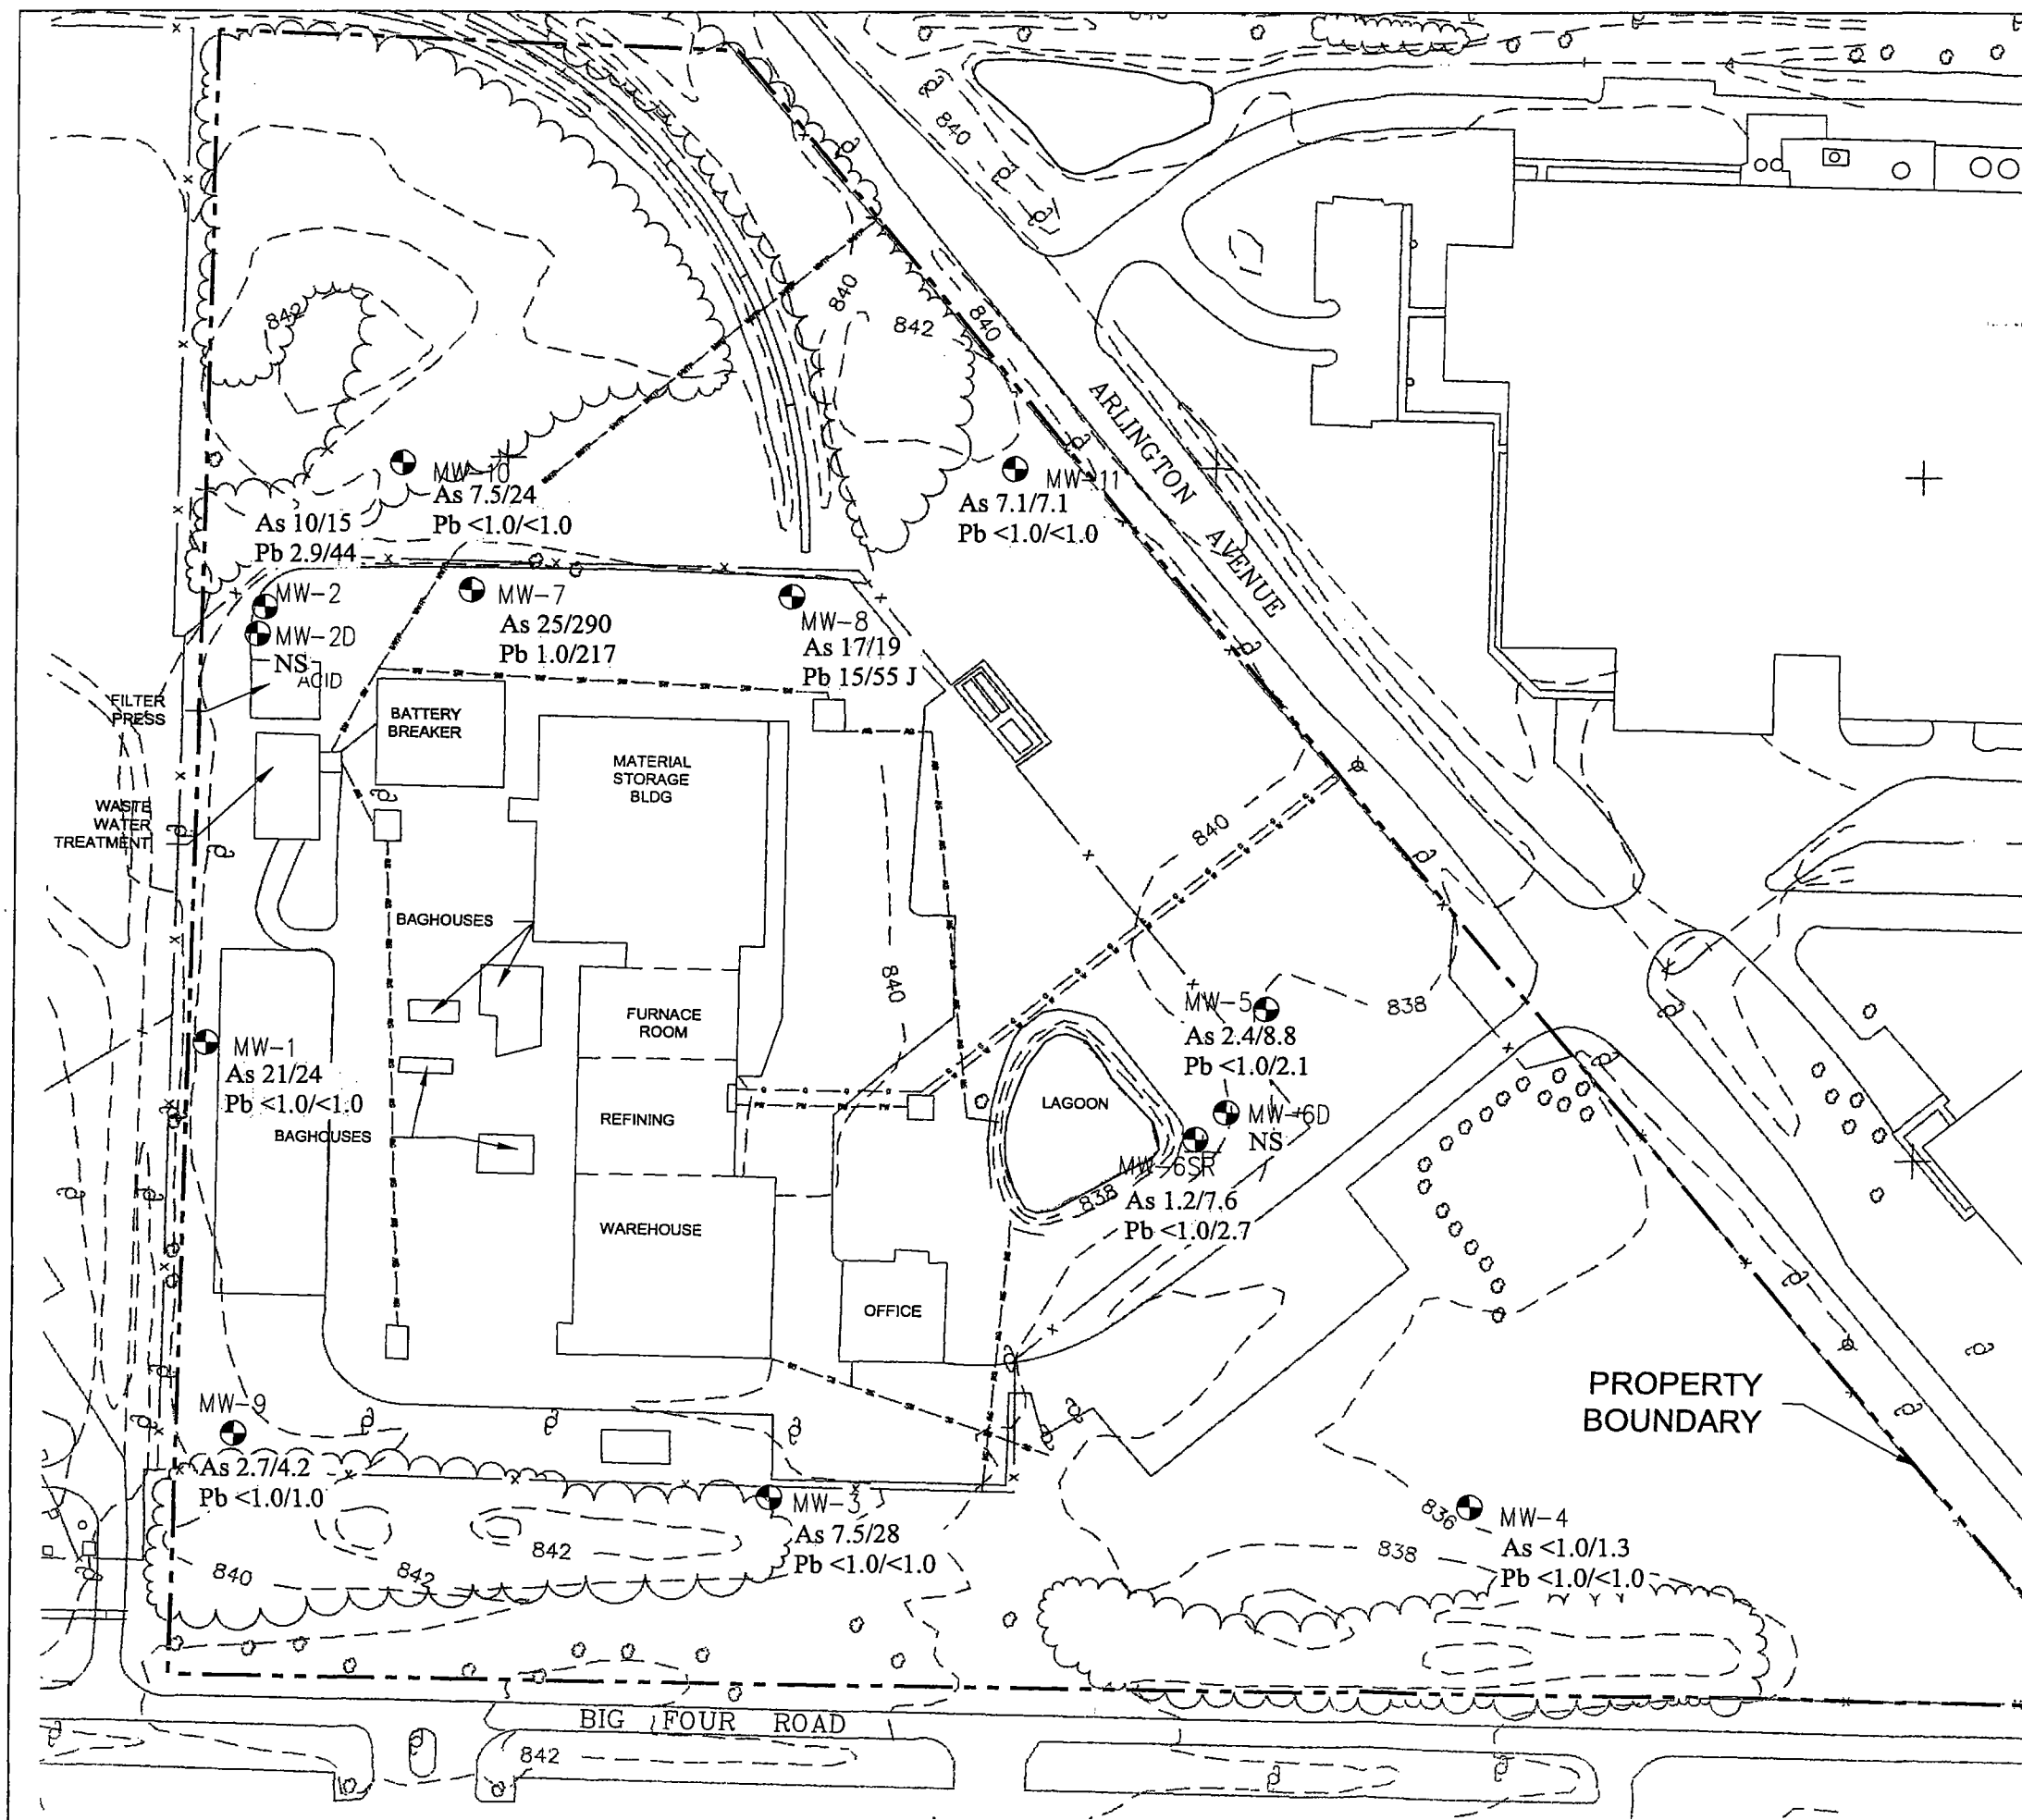 840
842
840
842
840
ARLINGTON AVENUE
MW-10
As 7.5/24
Pb <1.0/<1.0
MW-11
As 7.1/7.1
Pb <1.0/<1.0
As 10/15
Pb 2.9/44
MW-2
MW-2D
NS
ACID
MW-7
As 25/290
Pb 1.0/217
MW-8
As 17/19
Pb 15/55 J
FILTER
PRESS
BATTERY
BREAKER
MATERIAL
STORAGE
BLDG
WASTE
WATER
TREATMENT
840
BAGHOUSES
840
838
FURNACE
ROOM
MW-5
As 2.4/8.8
Pb <1.0/2.1
MW-1
As 21/24
Pb <1.0/<1.0
BAGHOUSES
REFINING
LAGOON
MW-6D
NS
MW-6SR
838
As 1.2/7.6
Pb <1.0/2.7
WAREHOUSE
OFFICE
PROPERTY
BOUNDARY
MW-9
As 2.7/4.2
Pb <1.0/1.0
MW-3
As 7.5/28
Pb <1.0/<1.0
836
MW-4
As <1.0/1.3
Pb <1.0/<1.0
838
842
840
842
BIG FOUR ROAD
842